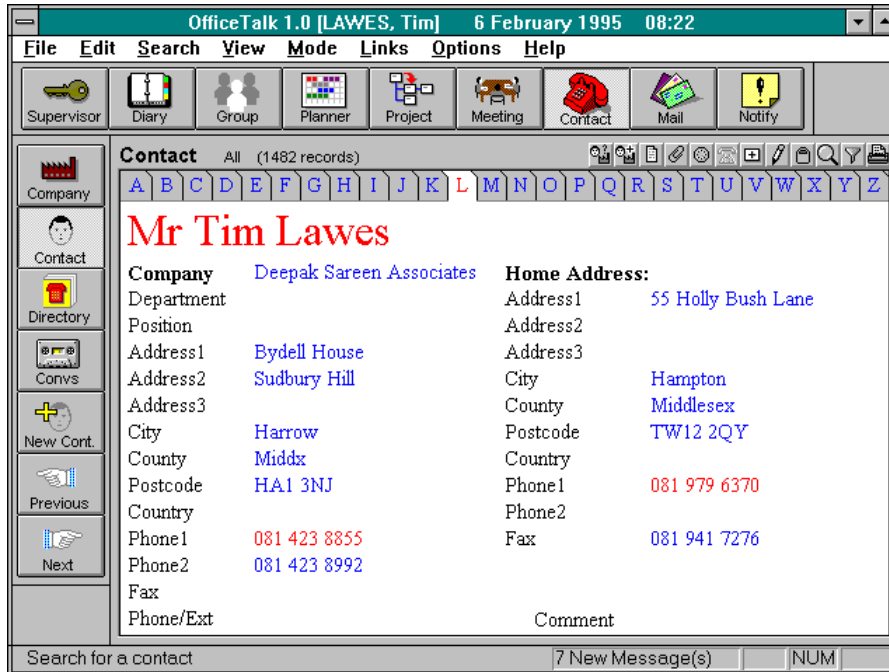 OfficeTalk 1.0 [LAWES, Tim] 6 February 1995 08:22
File Edit Search View Mode Links Options Help
Supervisor Diary Group Planner Project Meeting Contact Mail Notify
Contact All (1482 records)
A B C D E F G H I J K L M N O P Q R S T U V W X Y Z
Company
Contact
Directory
Convs
New Cont.
Previous
Next
Mr Tim Lawes
Company Deepak Sareen Associates
Department
Position
Address1 Bydell House
Address2 Sudbury Hill
Address3
City Harrow
County Middx
Postcode HA1 3NJ
Country
Phone1 081 423 8855
Phone2 081 423 8992
Fax
Phone/Ext
Home Address:
Address1 55 Holly Bush Lane
Address2
Address3
City Hampton
County Middlesex
Postcode TW12 2QY
Country
Phone1 081 979 6370
Phone2
Fax 081 941 7276
Comment
Search for a contact 7 New Message(s) NUM